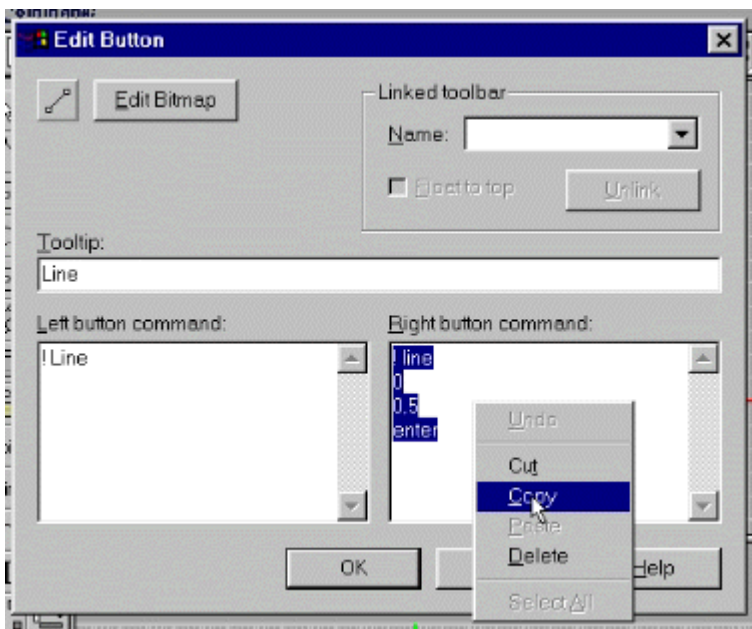 Edit Button
Edit Bitmap
Linked toolbar
Name:
Float to top
Unlink
Tooltip:
Line
Left button command:
Right button command:
! Line
! line
0
0.5
enter
Undo
Cut
Copy
Paste
Delete
Select All
OK
Help